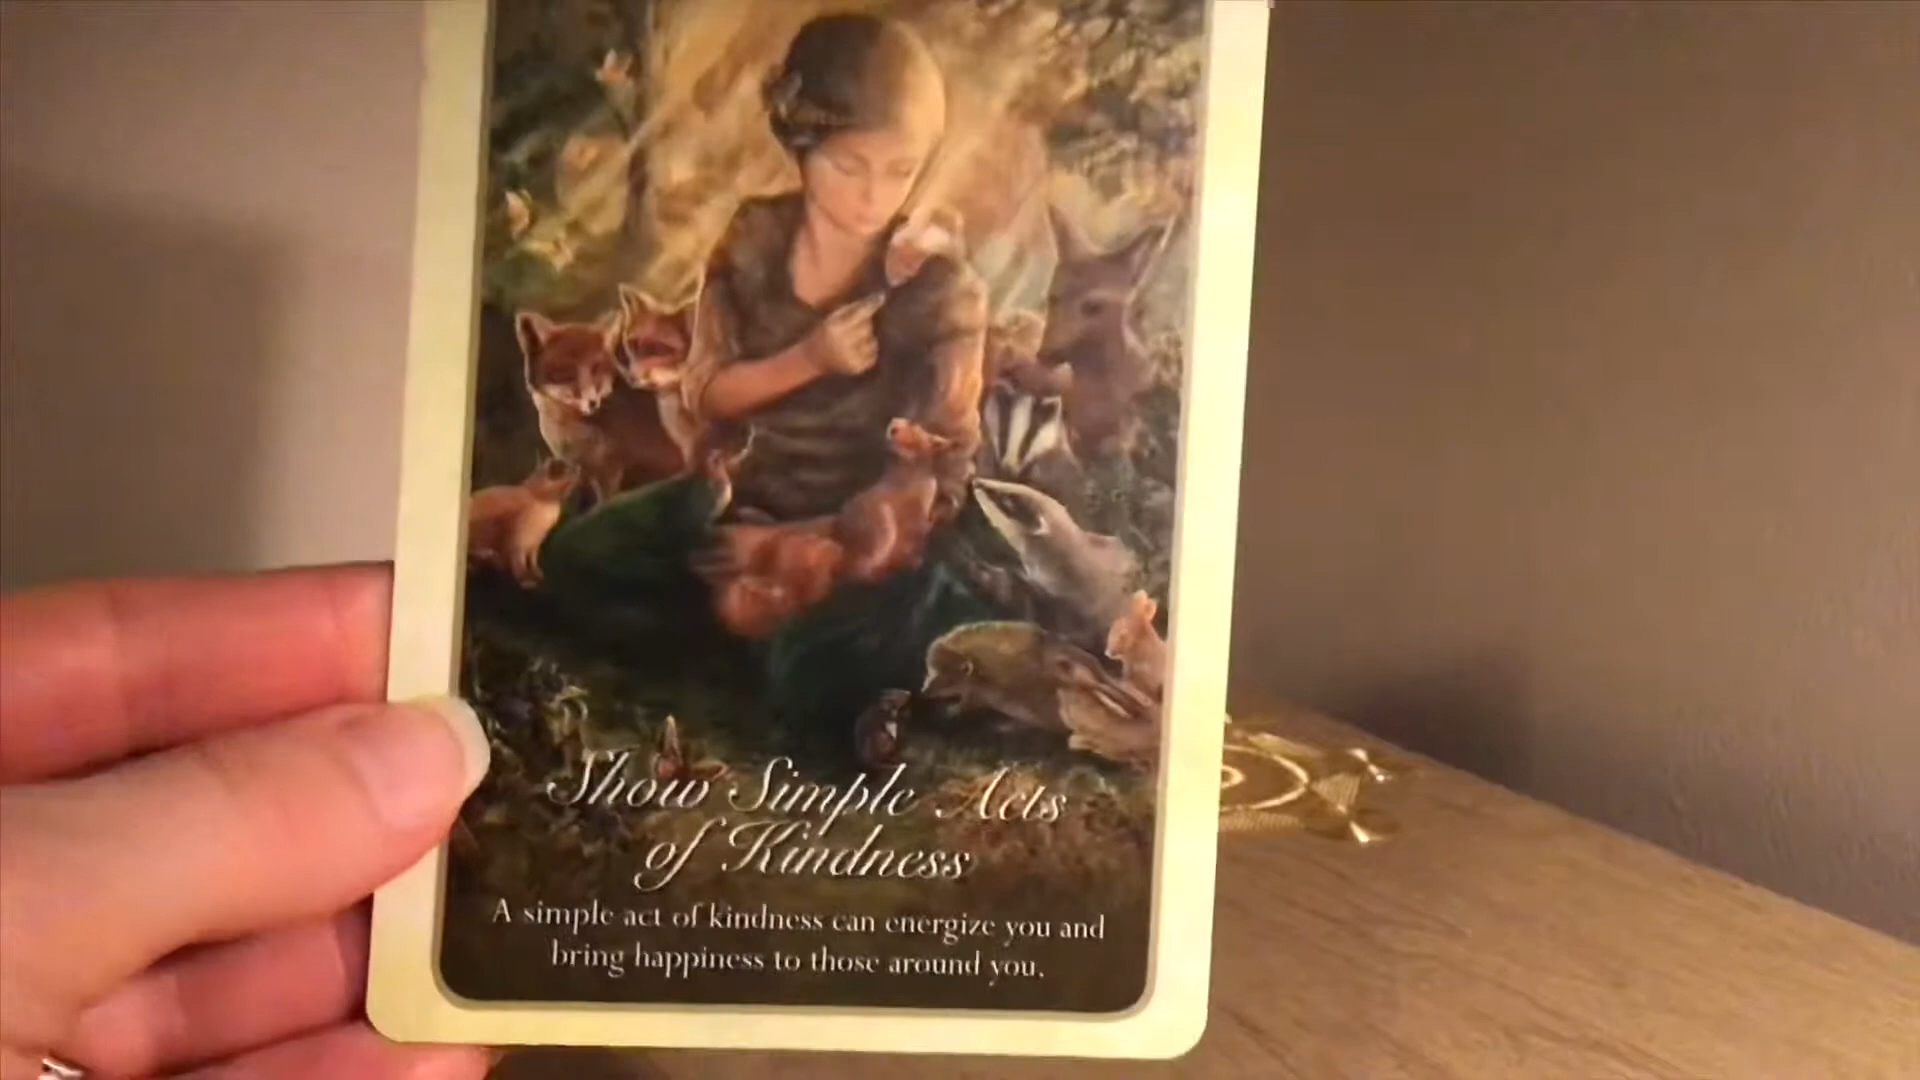 Show Simple Acts
of Kindness
A simple act of kindness can energize you and
bring happiness to those around you.